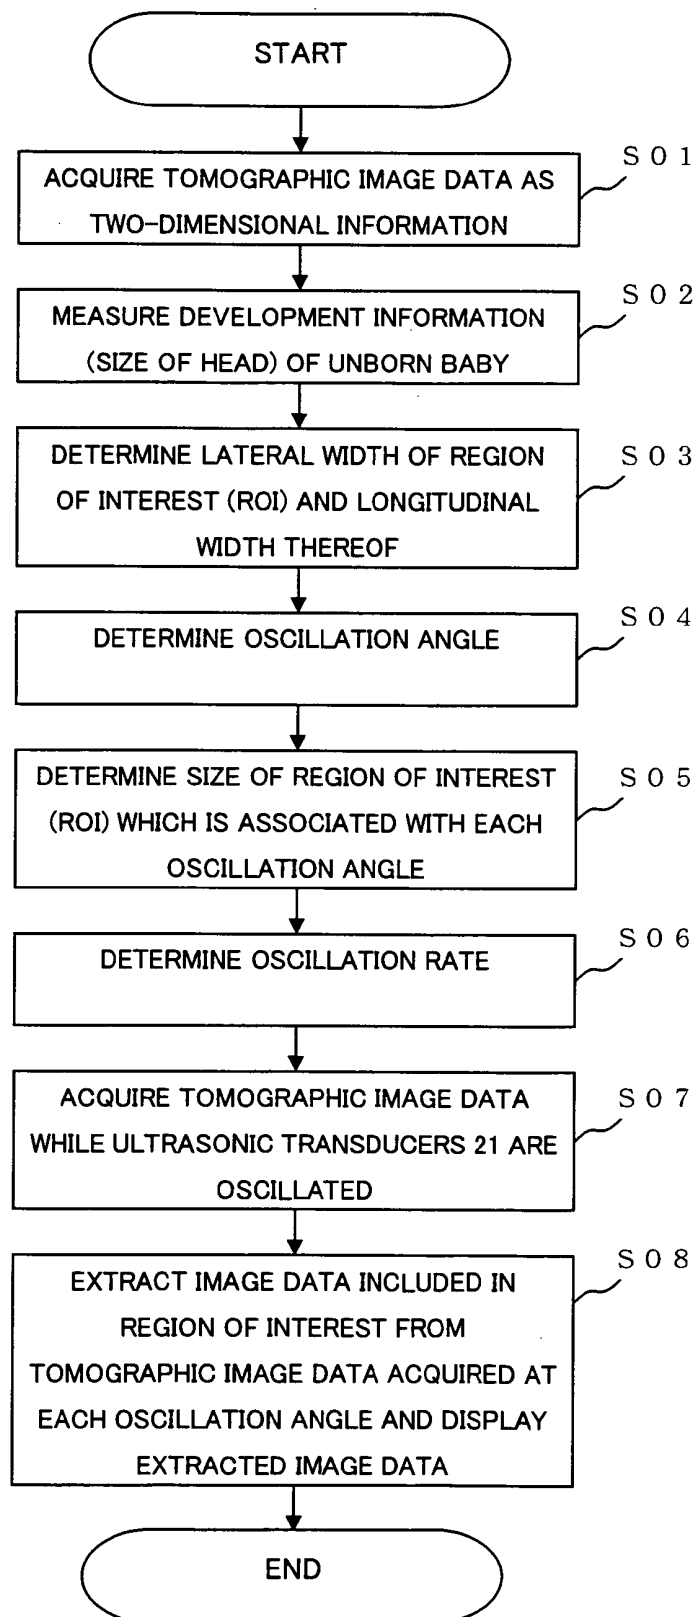 START
S01
ACQUIRE TOMOGRAPHIC IMAGE DATA AS
TWO-DIMENSIONAL INFORMATION
S02
MEASURE DEVELOPMENT INFORMATION
(SIZE OF HEAD) OF UNBORN BABY
S03
DETERMINE LATERAL WIDTH OF REGION
OF INTEREST (ROI) AND LONGITUDINAL
WIDTH THEREOF
S04
DETERMINE OSCILLATION ANGLE
S05
DETERMINE SIZE OF REGION OF INTEREST
(ROI) WHICH IS ASSOCIATED WITH EACH
OSCILLATION ANGLE
S06
DETERMINE OSCILLATION RATE
S07
ACQUIRE TOMOGRAPHIC IMAGE DATA
WHILE ULTRASONIC TRANSDUCERS 21 ARE
OSCILLATED
S08
EXTRACT IMAGE DATA INCLUDED IN
REGION OF INTEREST FROM
TOMOGRAPHIC IMAGE DATA ACQUIRED AT
EACH OSCILLATION ANGLE AND DISPLAY
EXTRACTED IMAGE DATA
END